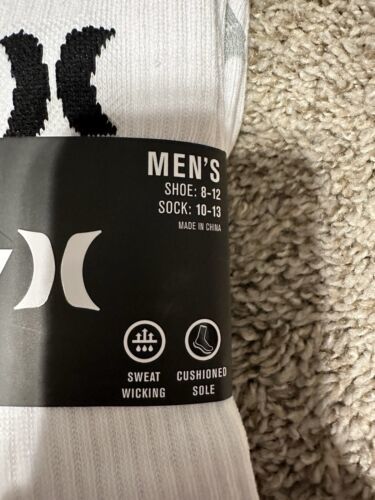 MEN'S
SHOE: 8-12
SOCK: 10-13
MADE IN CHINA
SWEAT
WICKING
CUSHIONED
SOLE